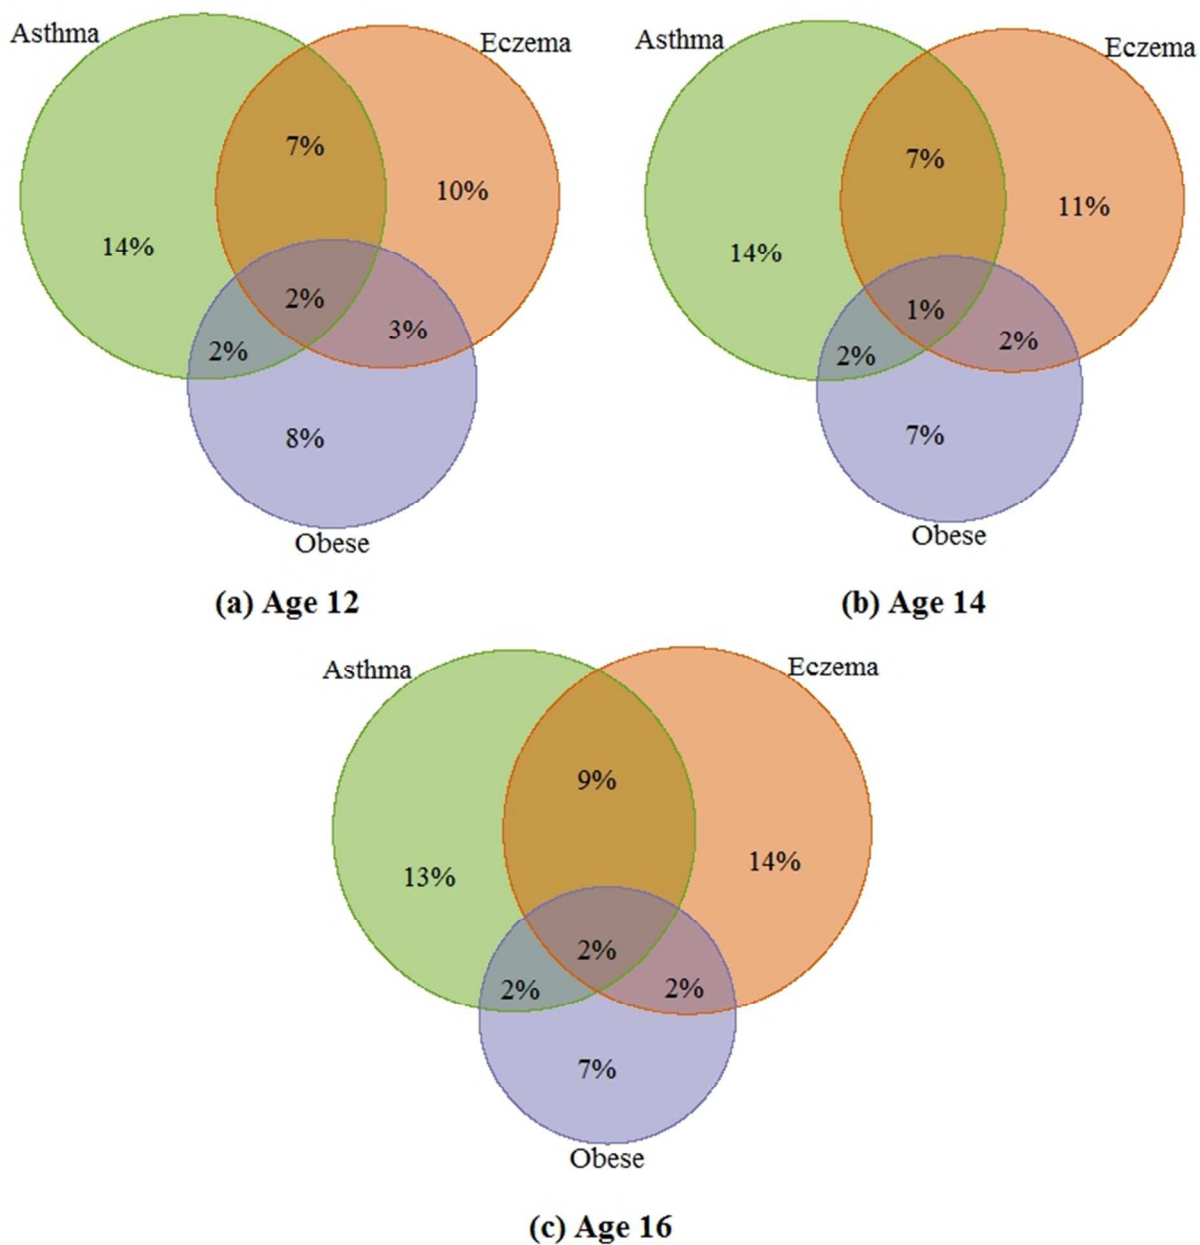 Asthma
Eczema
7%
10%
14%
2%
3%
2%
8%
Obese
(a) Age 12
Asthma
Eczema
7%
11%
14%
1%
2%
2%
7%
Obese
(b) Age 14
Asthma
Eczema
9%
14%
13%
2%
2%
2%
7%
Obese
(c) Age 16